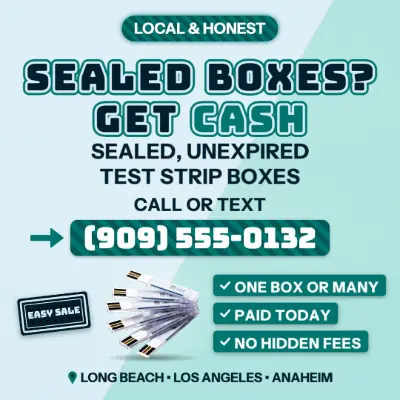 LOCAL & HONEST
SEALED BOXES?
GET CASH
SEALED, UNEXPIRED
TEST STRIP BOXES
CALL OR TEXT
(909) 555-0132
EASY SALE
ONE BOX OR MANY
PAID TODAY
NO HIDDEN FEES
LONG BEACH • LOS ANGELES • ANAHEIM